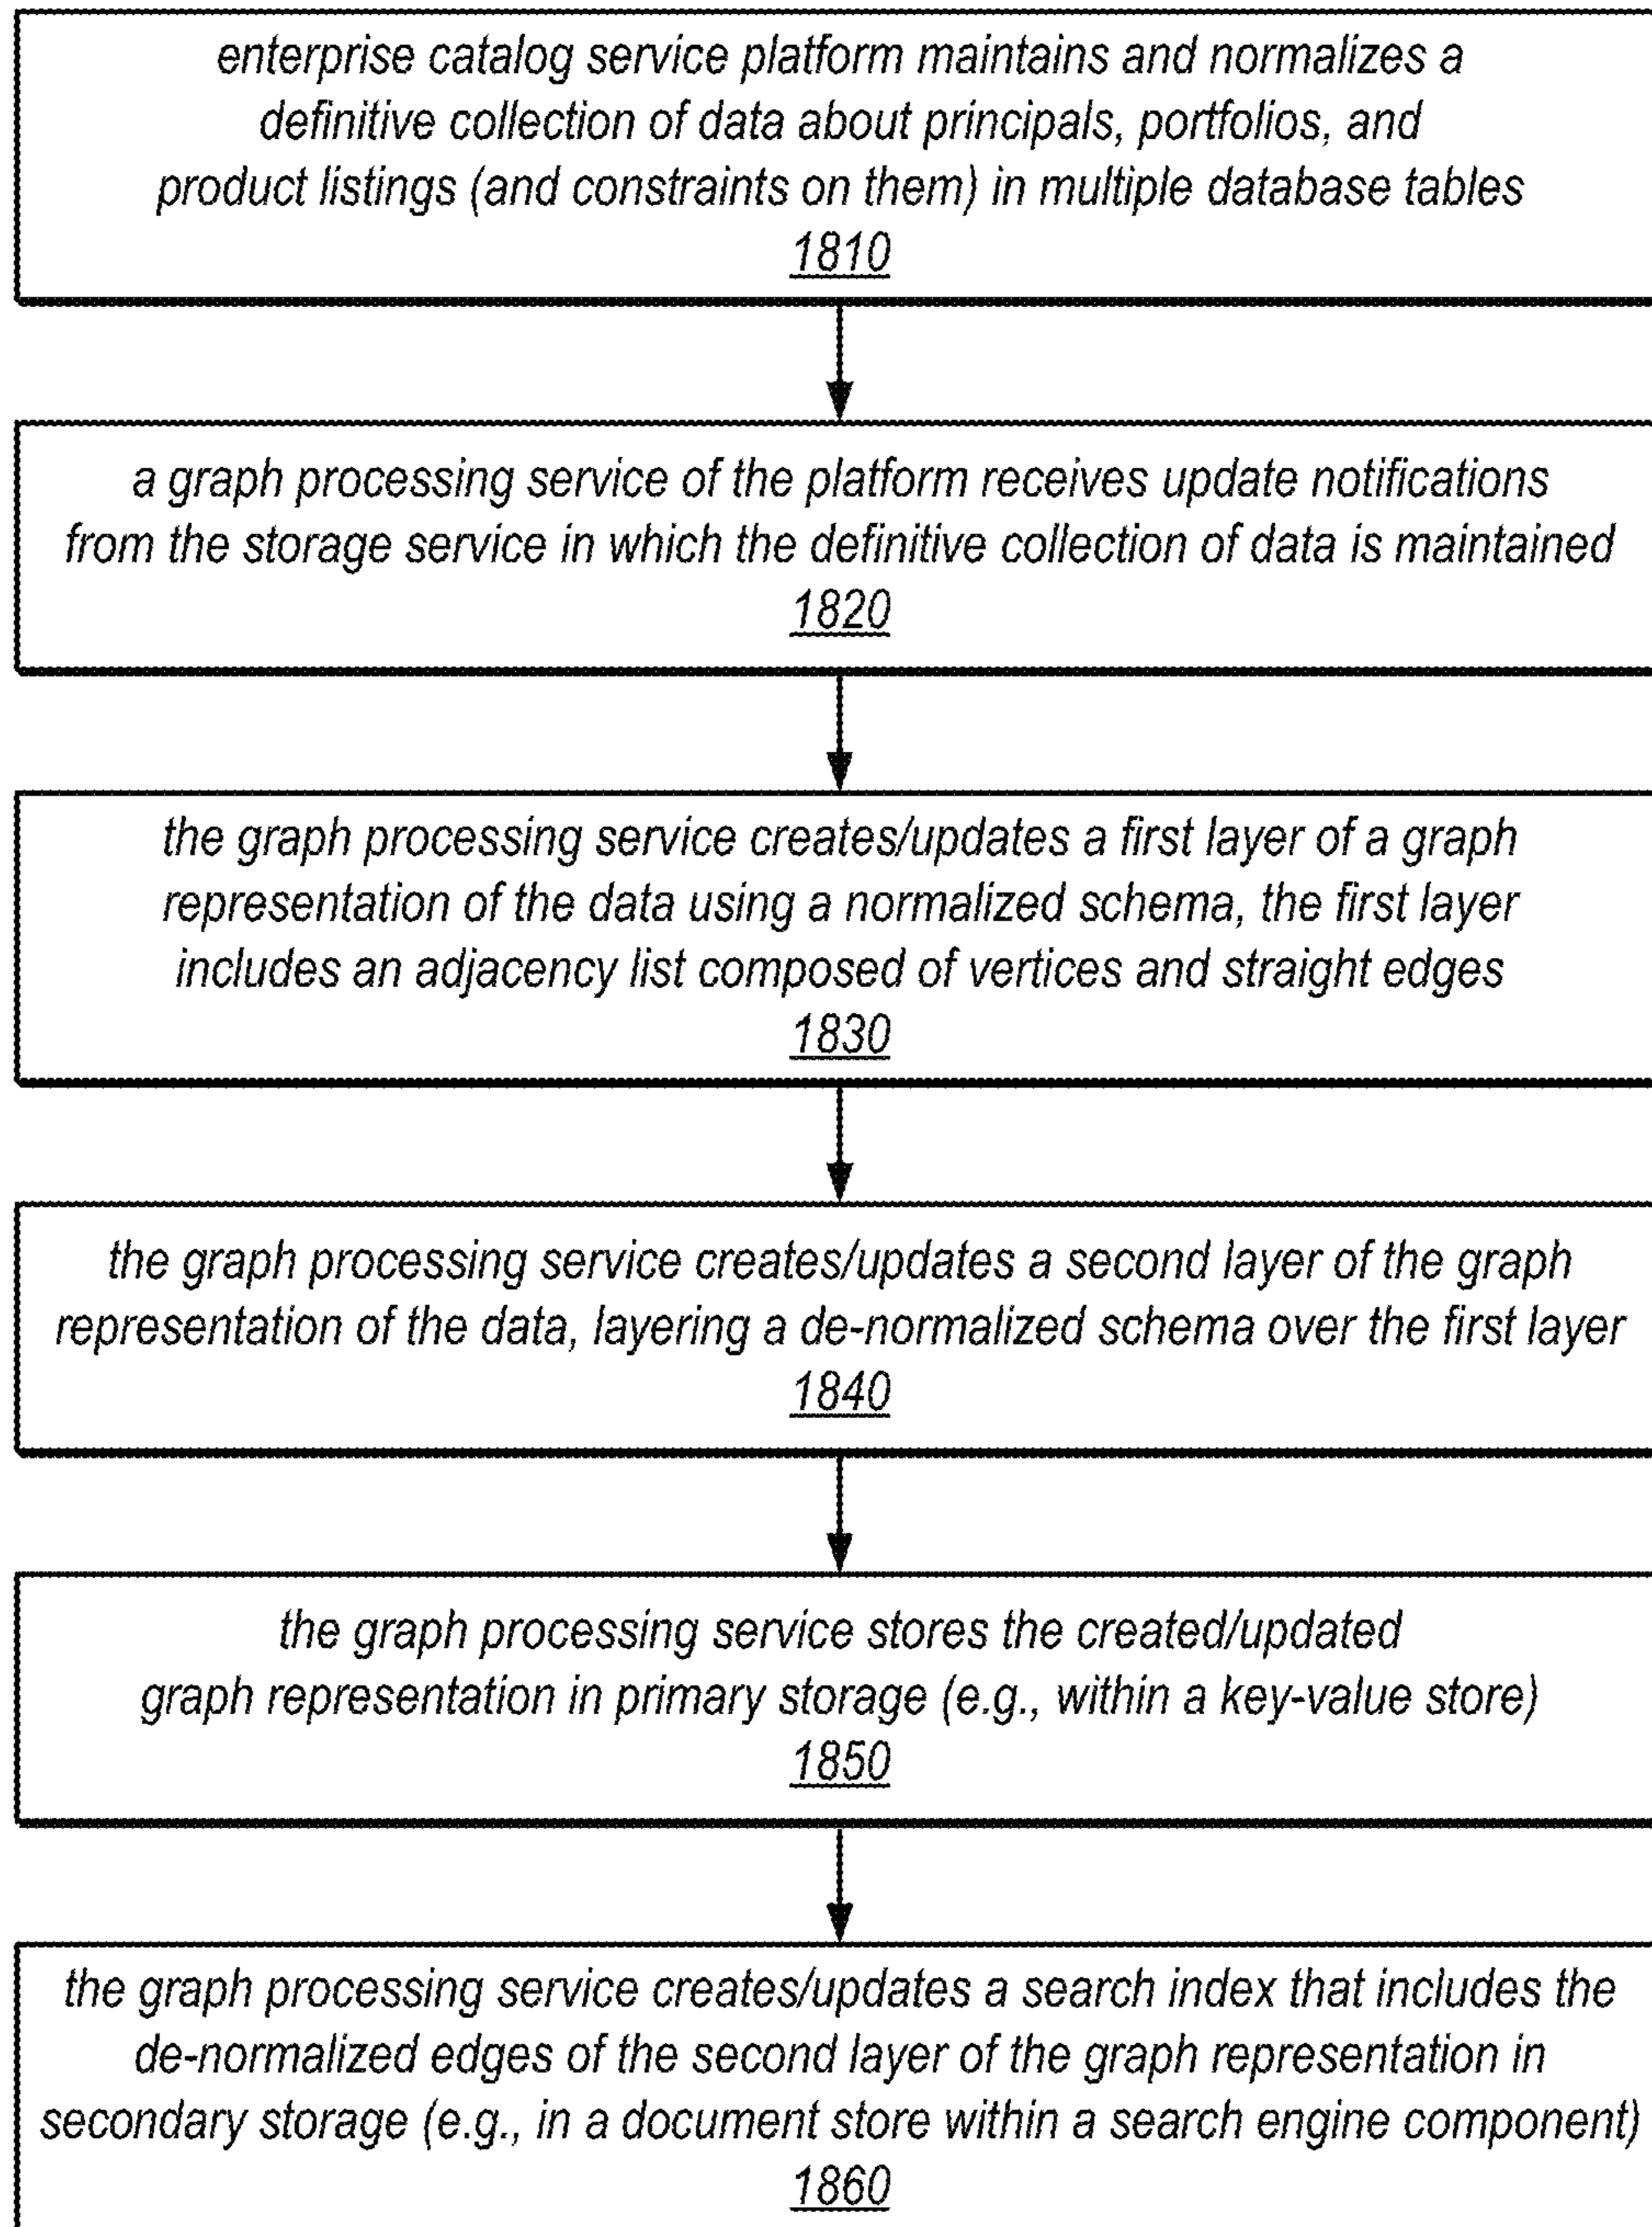 enterprise catalog service platform maintains and normalizes a
definitive collection of data about principals, portfolios, and
product listings (and constraints on them) in multiple database tables
1810
a graph processing service of the platform receives update notifications
from the storage service in which the definitive collection of data is maintained
1820
the graph processing service creates/updates a first layer of a graph
representation of the data using a normalized schema, the first layer
includes an adjacency list composed of vertices and straight edges
1830
the graph processing service creates/updates a second layer of the graph
representation of the data, layering a de-normalized schema over the first layer
1840
the graph processing service stores the created/updated
graph representation in primary storage (e.g., within a key-value store)
1850
the graph processing service creates/updates a search index that includes the
de-normalized edges of the second layer of the graph representation in
secondary storage (e.g., in a document store within a search engine component)
1860